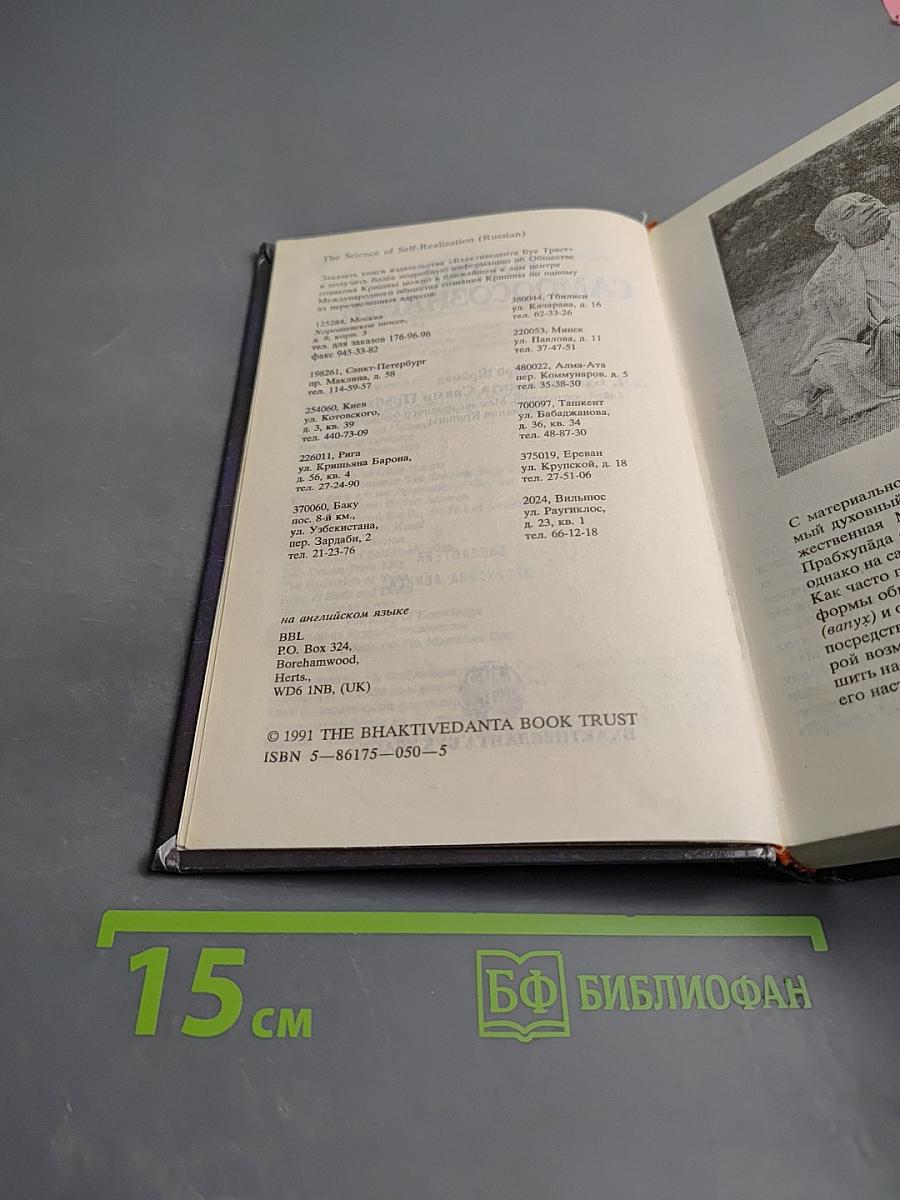 The Science of Self-Realization (Russian)
Заказать книги издательства «Бхактиведанта Бук Траст»
и получить более подробную информацию об Обществе
сознания Кришны можно в ближайшем к вам центре
Международного общества сознания Кришны по одному
из перечисленных адресов:
125284, Москва
Хорошевское шоссе,
д. 8, корп. 3
тел. для заказов 176-96-96
факс 945-33-82
198261, Санкт-Петербург
пр. Маклина, д. 58
тел. 114-59-57
254060, Киев
ул. Котовского,
д. 3, кв. 39
тел. 440-73-09
226011, Рига
ул. Кришьяна Барона,
д. 56, кв. 4
тел. 27-24-90
370060, Баку
пос. 8-й км.,
ул. Узбекистана,
пер. Зардаби, 2
тел. 21-23-76
380044, Тбилиси
ул. Качарава, д. 16
тел. 62-33-26
220053, Минск
ул. Павлова, д. 11
тел. 37-47-51
480022, Алма-Ата
пер. Коммунаров, д. 5
тел. 35-38-30
700097, Ташкент
ул. Бабаджанова,
д. 36, кв. 34
тел. 48-87-30
375019, Ереван
ул. Крупской, д. 18
тел. 27-51-06
2024, Вильнюс
ул. Раугиклос,
д. 23, кв. 1
тел. 66-12-18
на английском языке
BBL
P.O. Box 324,
Borehamwood,
Herts.,
WD6 1NB, (UK)
© 1991 THE BHAKTIVEDANTA BOOK TRUST
ISBN 5—86175—050—5
С материально
мый духовный
жественная
Прабхупāда
однако на са
Как часто п
формы об
(вапух) и с
посредств
рой возм
шить на
его наст
15 см
БФ БИБЛИОФАН